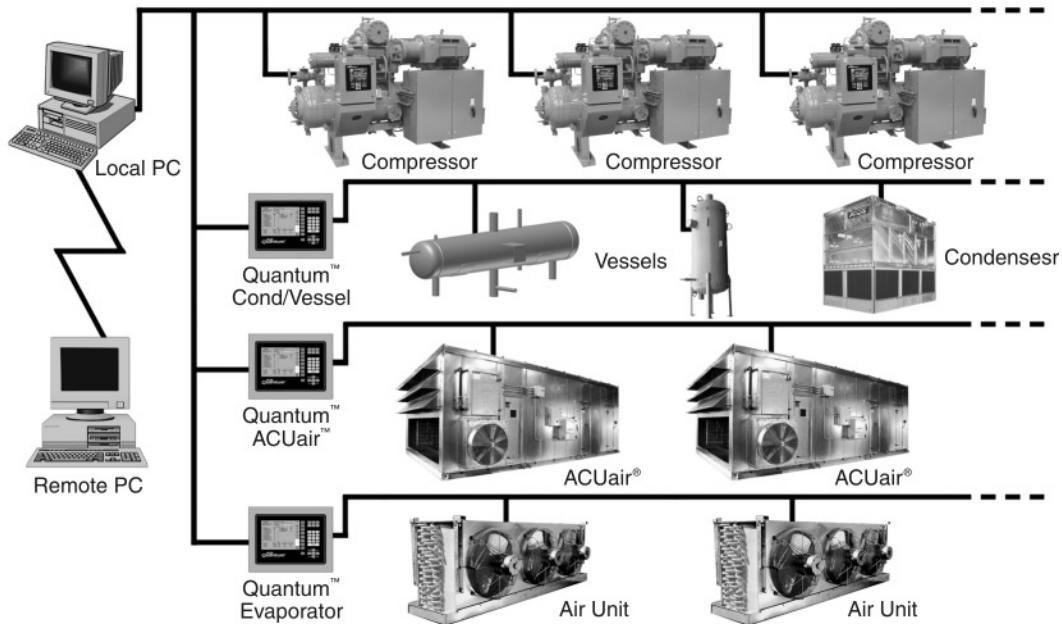 Local PC
Compressor
Compressor
Compressor
Quantum™
Cond/Vessel
Vessels
Condensesr
Quantum™
ACUair™
ACUair®
ACUair®
Remote PC
Quantum™
Evaporator
Air Unit
Air Unit